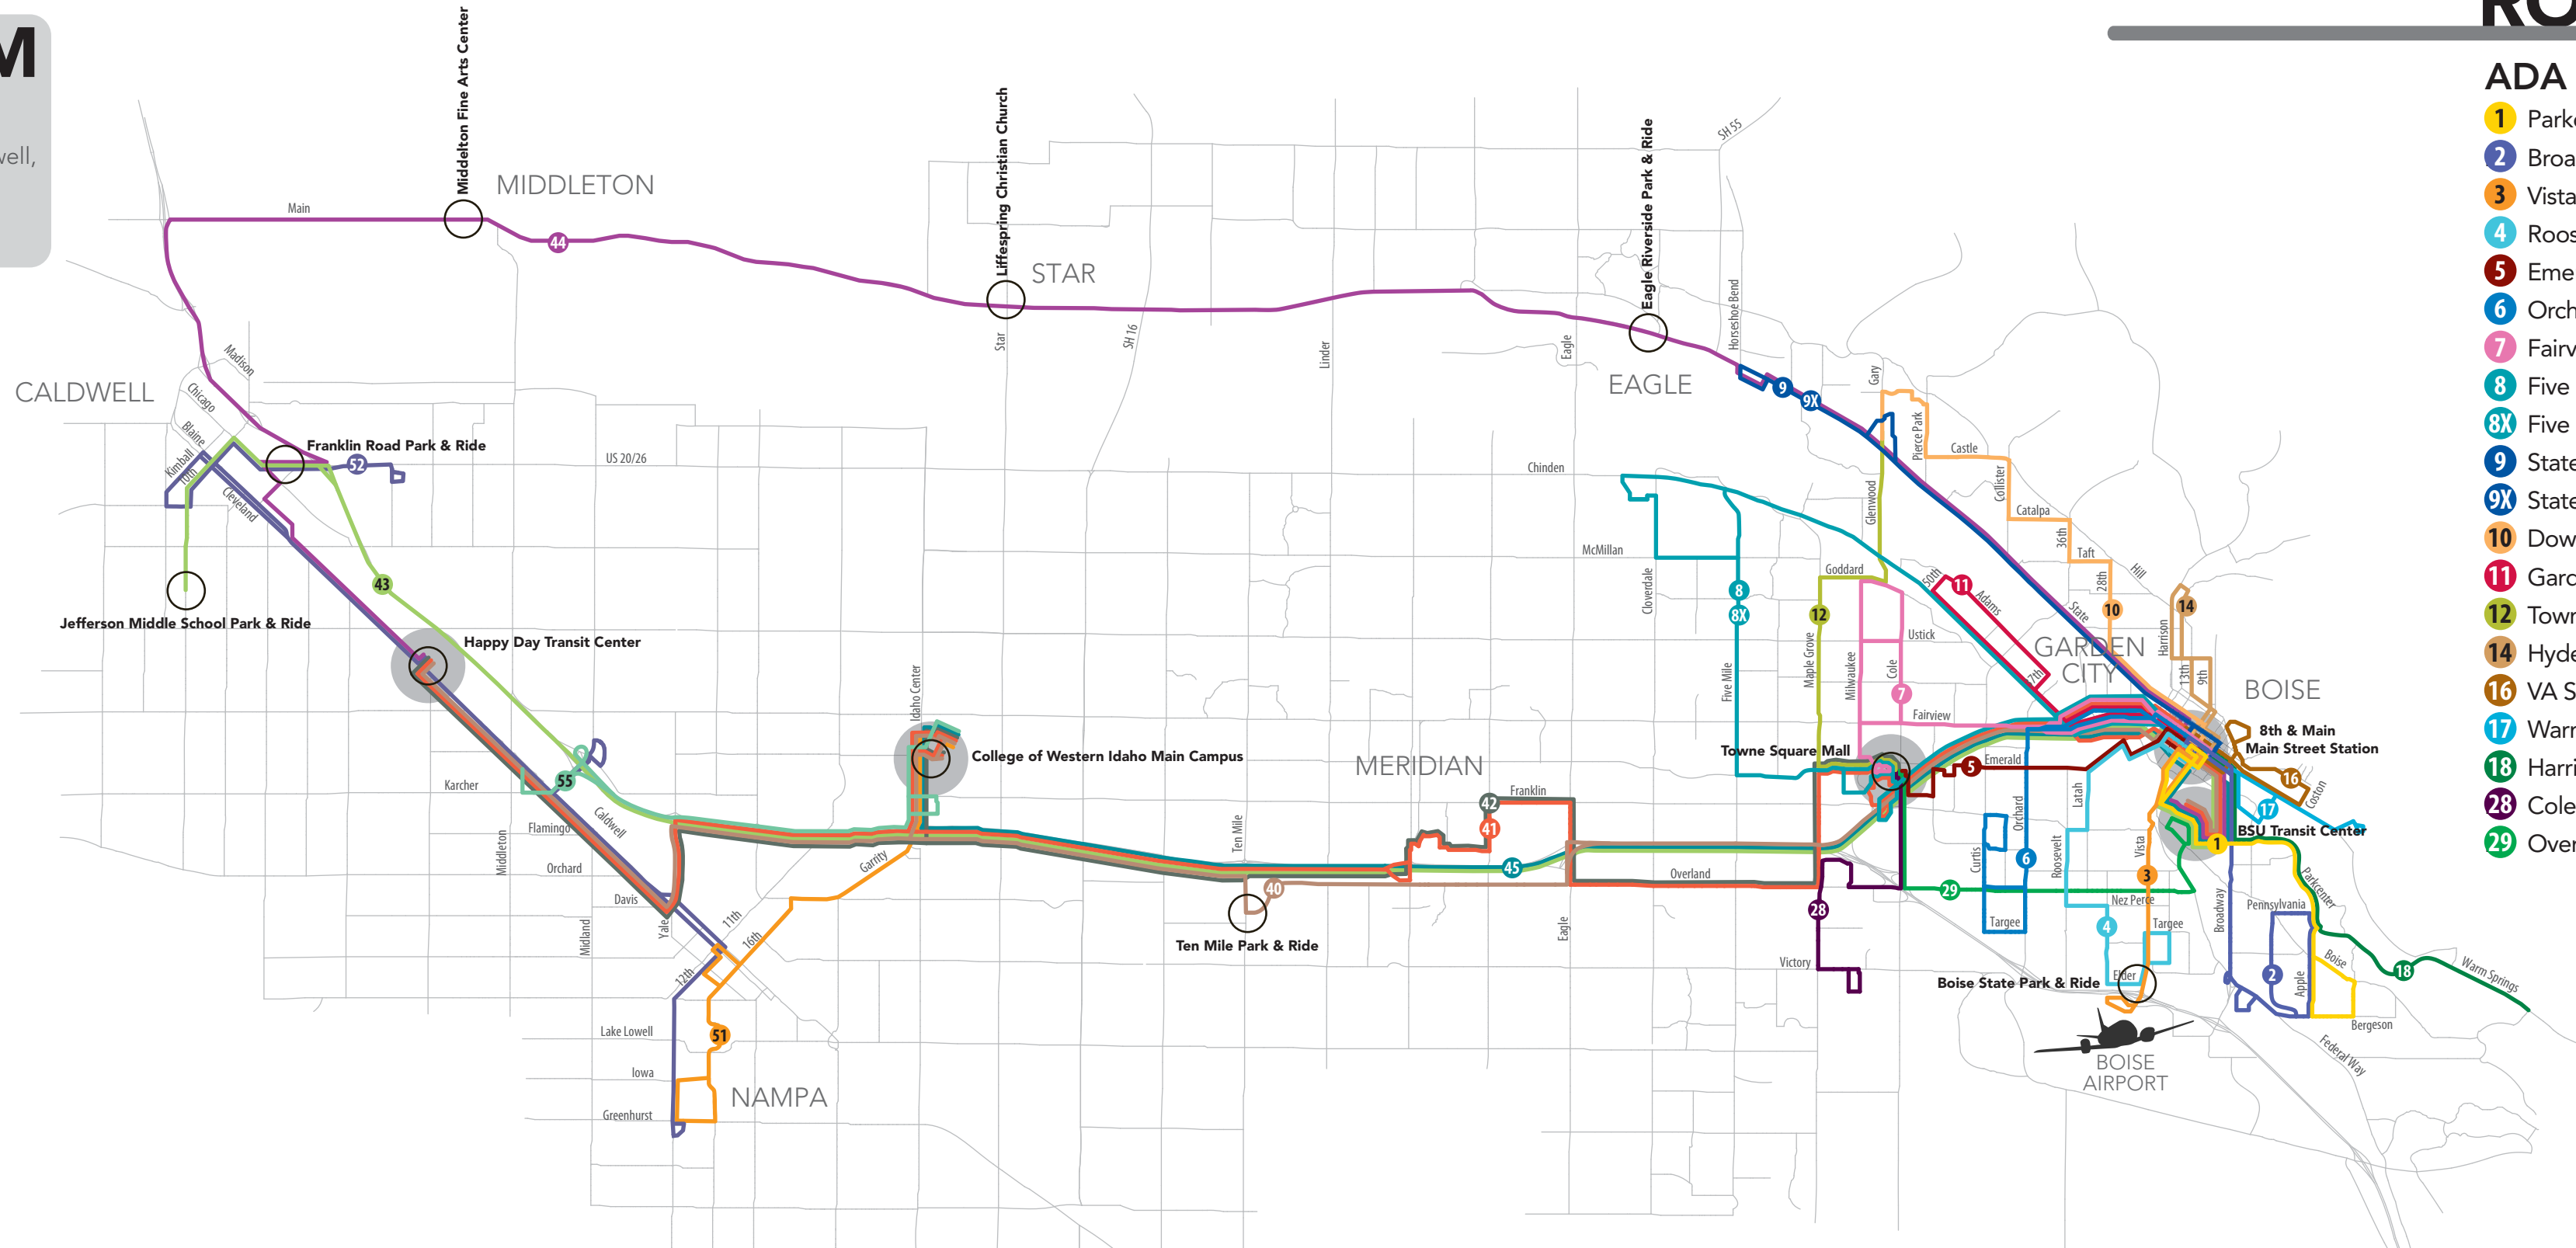 M
well,
RO
ADA
1 Park
2 Broa
3 Vista
4 Roos
5 Eme
6 Orch
7 Fairv
8 Five
8X Five
9 State
9X State
10 Dow
11 Gard
12 Town
14 Hyde
16 VA S
17 Warr
18 Harri
28 Cole
29 Over
Middelton Fine Arts Center
MIDDLETON
Main
44
Liffespring Christian Church
STAR
Star
SH 16
Linder
Eagle
Eagle Riverside Park & Ride
EAGLE
SH 55
Horseshoe Bend
9
9X
Gary
Pierce Park
Castle
Collister
Catalpa
36th
Taft
28th
Hill
10
State
Glenwood
CALDWELL
Madison
Chicago
Blaine
Kimball
10th
Cleveland
Franklin Road Park & Ride
52
US 20/26
43
Jefferson Middle School Park & Ride
Happy Day Transit Center
Chinden
McMillan
Cloverdale
8
8X
Five Mile
Goddard
12
Maple Grove
Milwaukee
Cole
Ustick
7
Fairview
50th
11
Adams
GARDEN
CITY
Harrison
14
13th
9th
BOISE
8th & Main
Main Street Station
16
Coston
17
BSU Transit Center
1
Idaho Center
College of Western Idaho Main Campus
55
Karcher
Caldwell
Flamingo
Middleton
Orchard
Davis
Midland
Yale
11th
16th
12th
Garrity
Lake Lowell
51
Iowa
Greenhurst
NAMPA
MERIDIAN
Ten Mile
40
Ten Mile Park & Ride
42
41
Franklin
45
Eagle
Overland
Towne Square Mall
5
Emerald
Orchard
Latah
Curtis
6
Roosevelt
Vista
3
29
28
Victory
Targee
Nez Perce
4
Targee
Elder
Boise State Park & Ride
BOISE
AIRPORT
Broadway
Pennsylvania
Parkcenter
2
Apple
Boise
Bergeson
18
Warm Springs
Federal Way